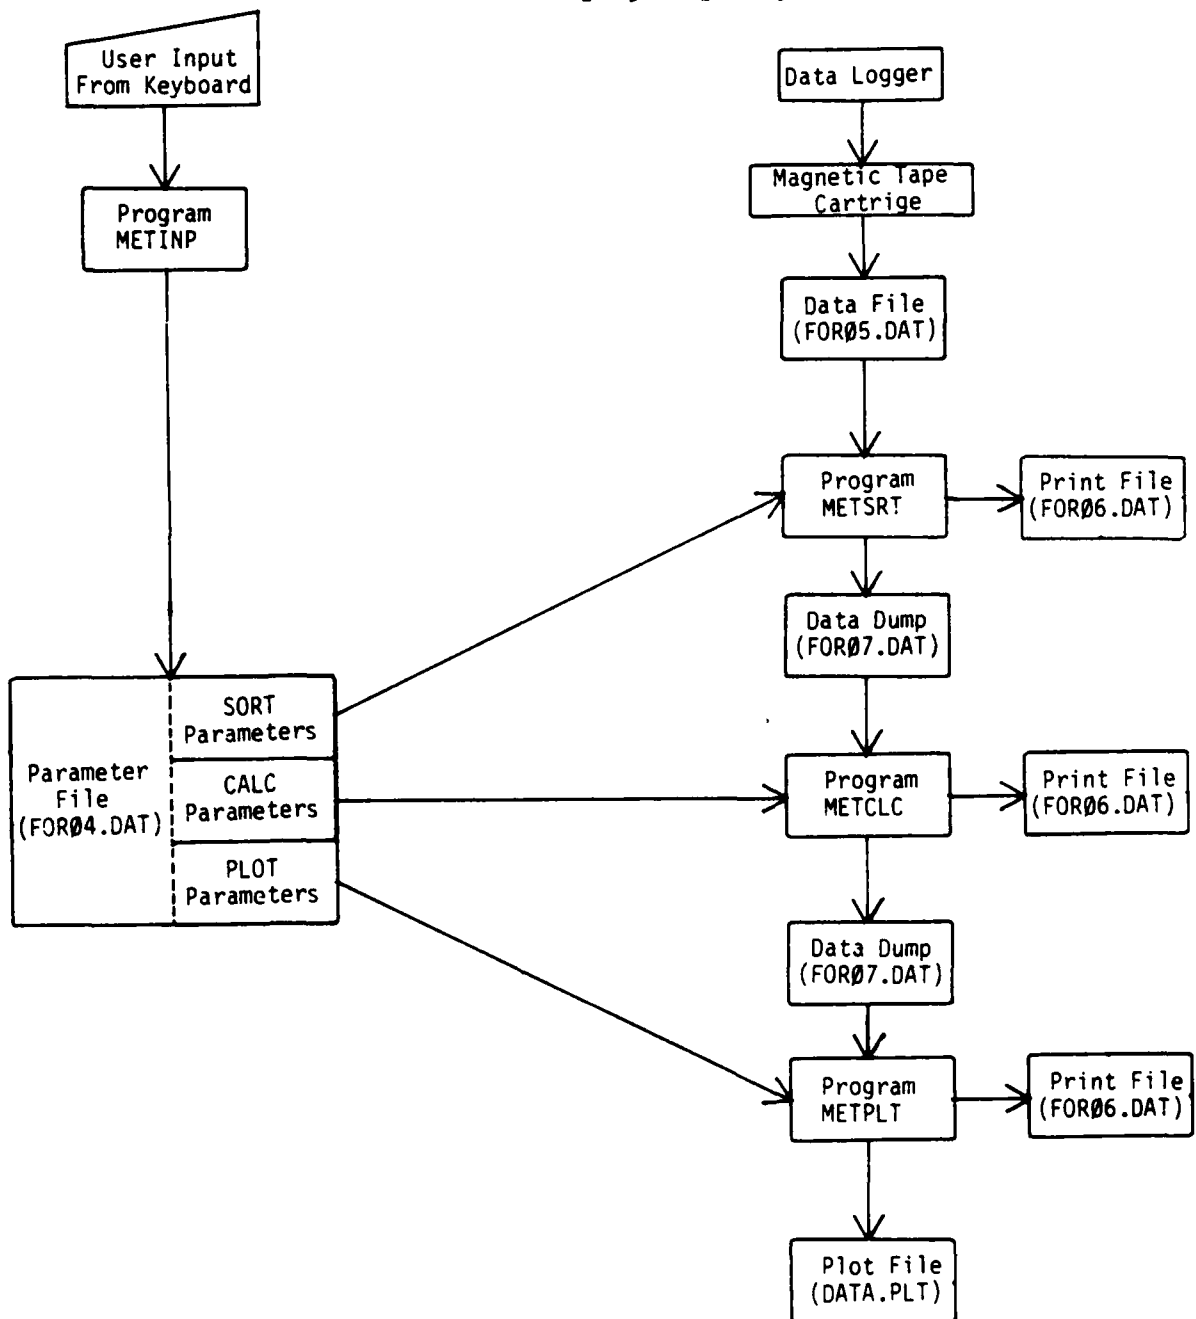 User Input
From Keyboard
Program
METINP
Parameter
File
(FORØ4.DAT)
SORT
Parameters
CALC
Parameters
PLOT
Parameters
Data Logger
Magnetic Tape
Cartrige
Data File
(FORØ5.DAT)
Program
METSRT
Print File
(FORØ6.DAT)
Data Dump
(FORØ7.DAT)
Program
METCLC
Print File
(FORØ6.DAT)
Data Dump
(FORØ7.DAT)
Program
METPLT
Print File
(FORØ6.DAT)
Plot File
(DATA.PLT)